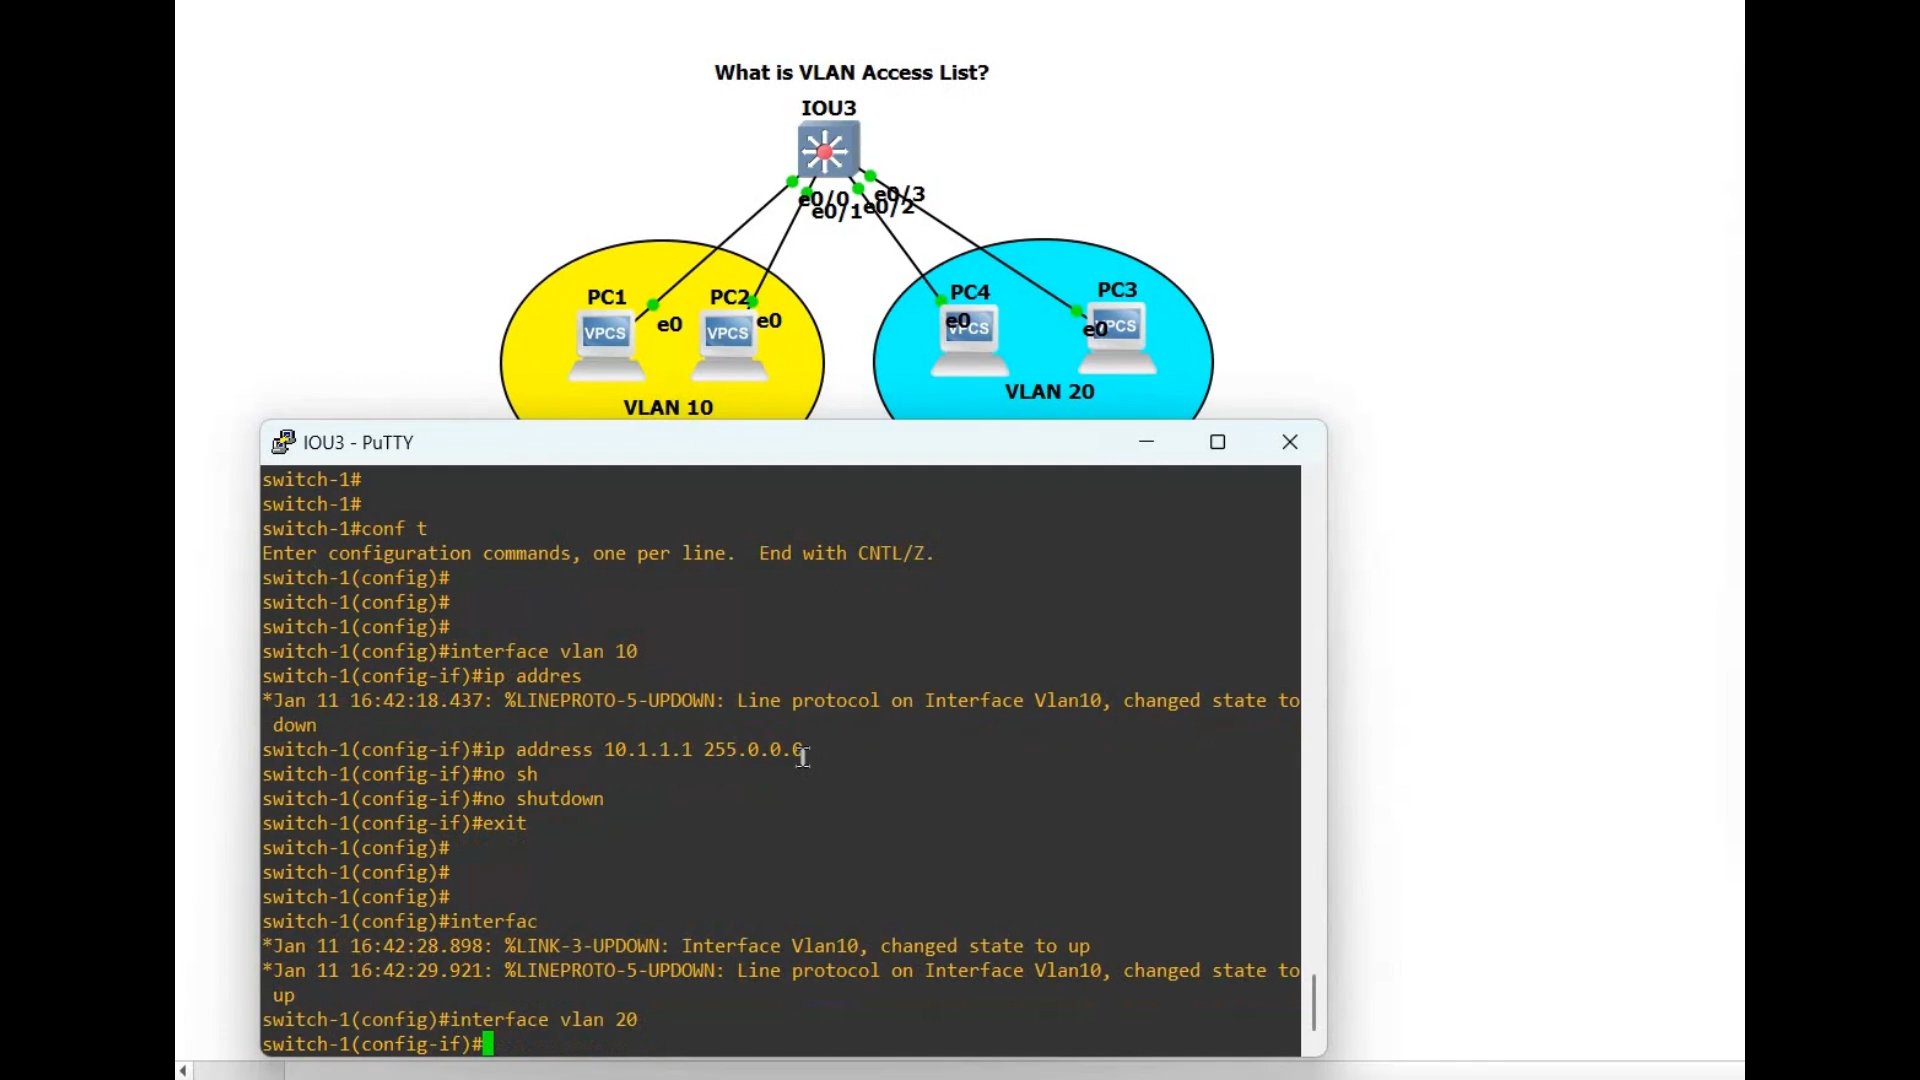 What is VLAN Access List?
IOU3
e0/0
e0/1
e0/2
e0/3
PC1
PC2
PC4
PC3
e0
e0
e0
e0
VPCS
VPCS
VPCS
VPCS
VLAN 10
VLAN 20
IOU3 - PuTTY
switch-1#
switch-1#
switch-1#conf t
Enter configuration commands, one per line.  End with CNTL/Z.
switch-1(config)#
switch-1(config)#
switch-1(config)#
switch-1(config)#interface vlan 10
switch-1(config-if)#ip addres
*Jan 11 16:42:18.437: %LINEPROTO-5-UPDOWN: Line protocol on Interface Vlan10, changed state to
down
switch-1(config-if)#ip address 10.1.1.1 255.0.0.0
switch-1(config-if)#no sh
switch-1(config-if)#no shutdown
switch-1(config-if)#exit
switch-1(config)#
switch-1(config)#
switch-1(config)#
switch-1(config)#interfac
*Jan 11 16:42:28.898: %LINK-3-UPDOWN: Interface Vlan10, changed state to up
*Jan 11 16:42:29.921: %LINEPROTO-5-UPDOWN: Line protocol on Interface Vlan10, changed state to
up
switch-1(config)#interface vlan 20
switch-1(config-if)#